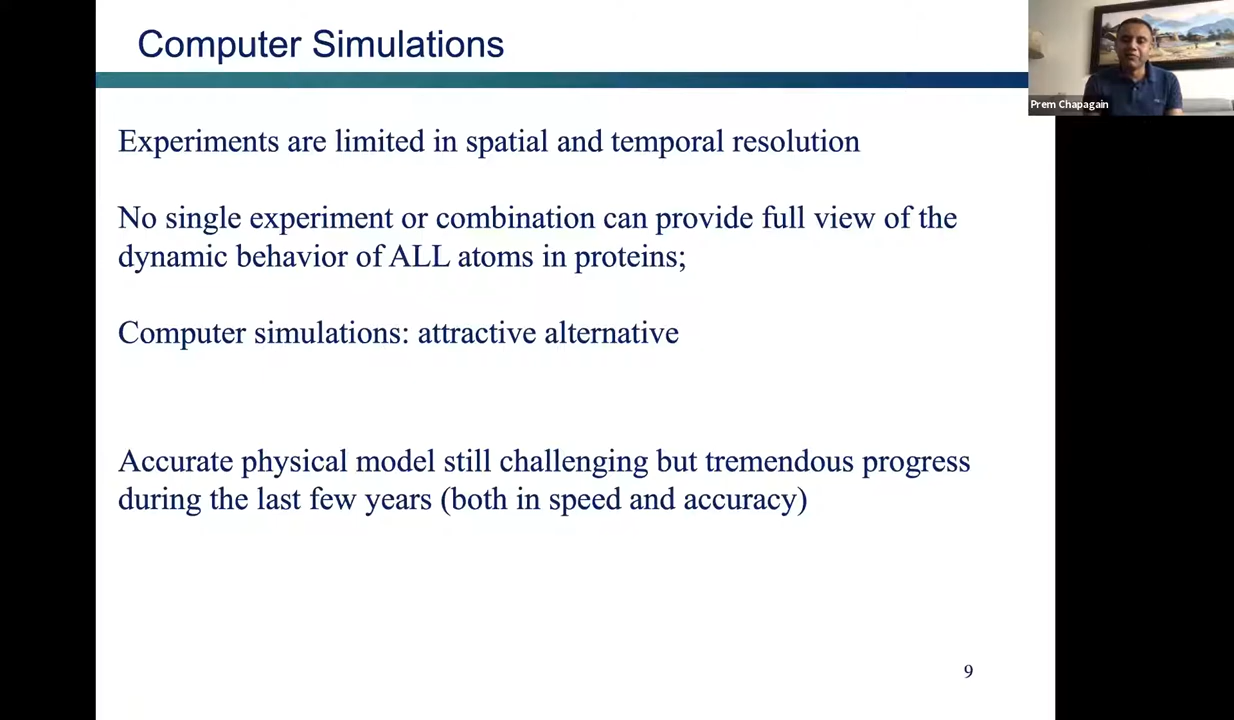 Computer Simulations
Prem Chapagain
Experiments are limited in spatial and temporal resolution
No single experiment or combination can provide full view of the
dynamic behavior of ALL atoms in proteins;
Computer simulations: attractive alternative
Accurate physical model still challenging but tremendous progress
during the last few years (both in speed and accuracy)
9